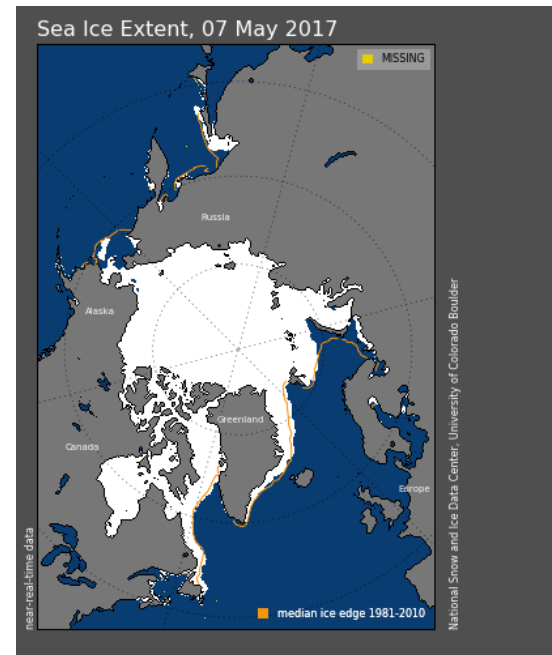 Sea Ice Extent, 07 May 2017
MISSING
Russia
Alaska
Greenland
Canada
Europe
near-real-time data
median ice edge 1981-2010
National Snow and Ice Data Center, University of Colorado Boulder